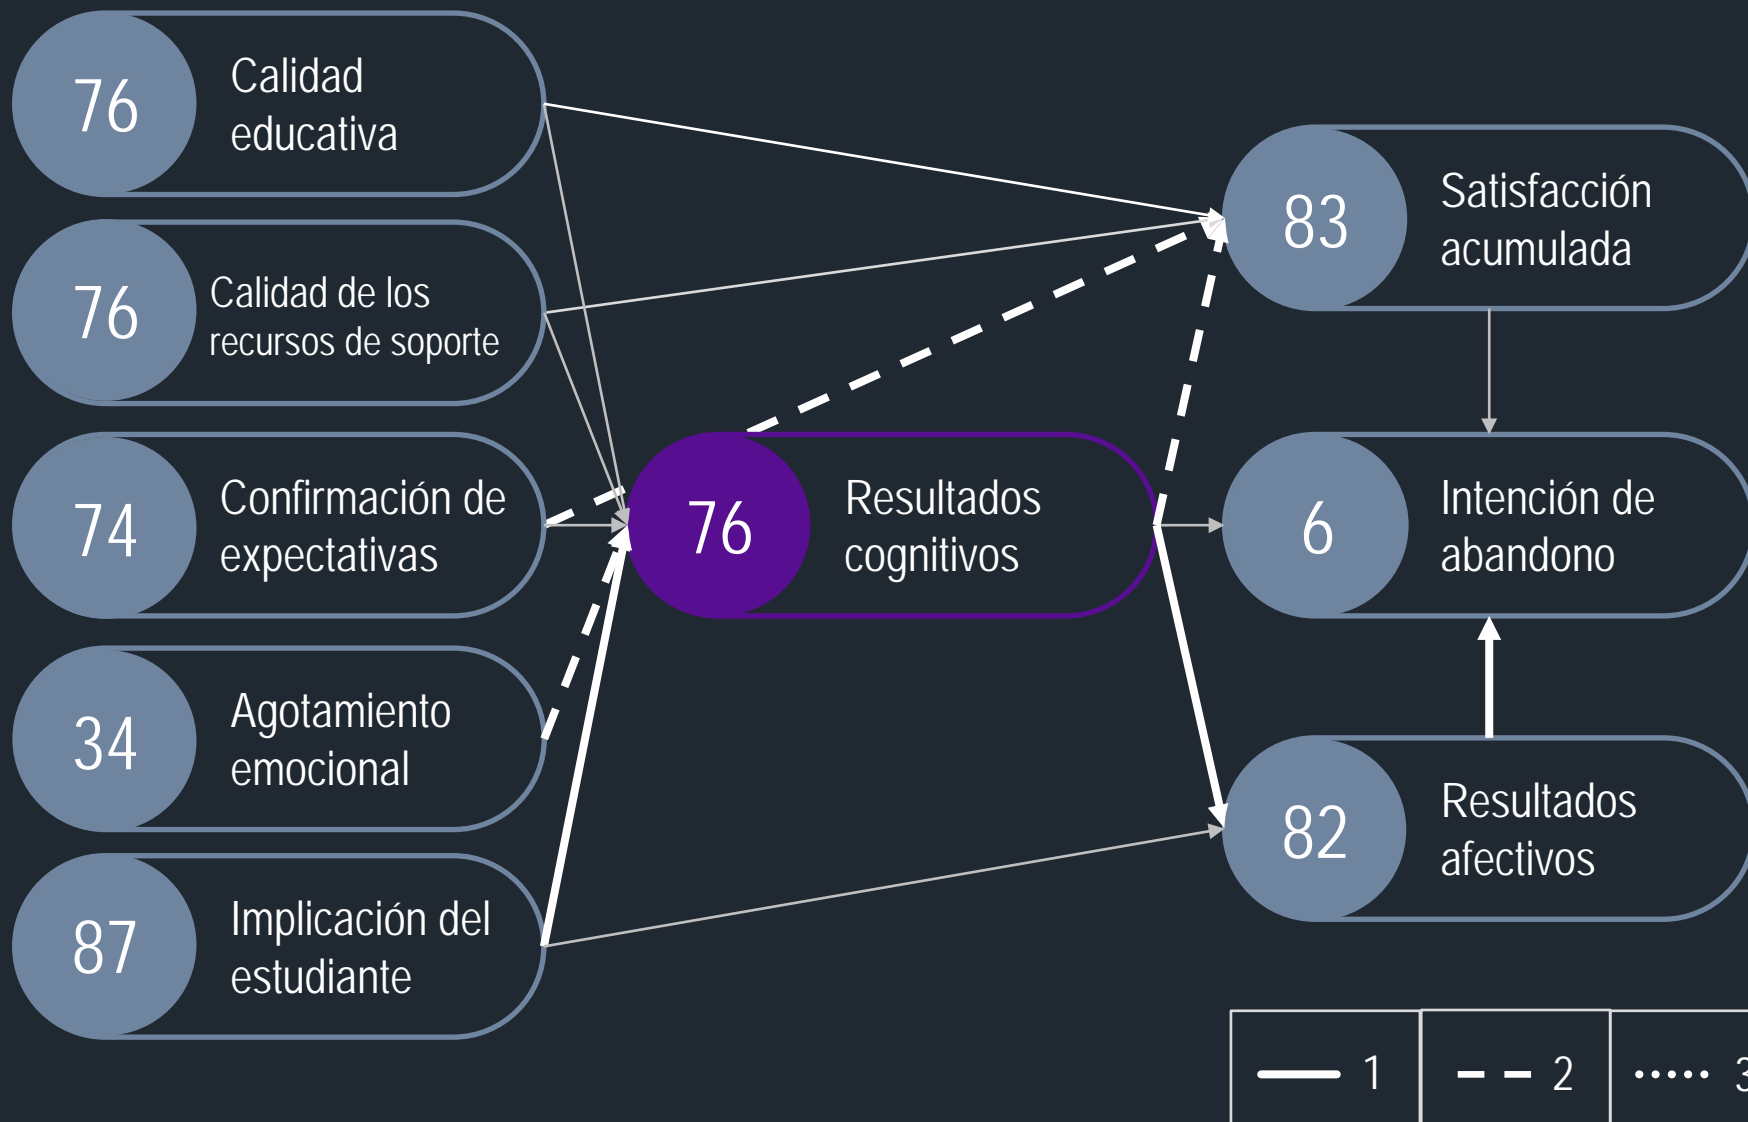 76
Calidad
educativa
76
Calidad de los
recursos de soporte
74
Confirmación de
expectativas
34
Agotamiento
emocional
87
Implicación del
estudiante
76
Resultados
cognitivos
83
Satisfacción
acumulada
6
Intención de
abandono
82
Resultados
afectivos
1
2
3